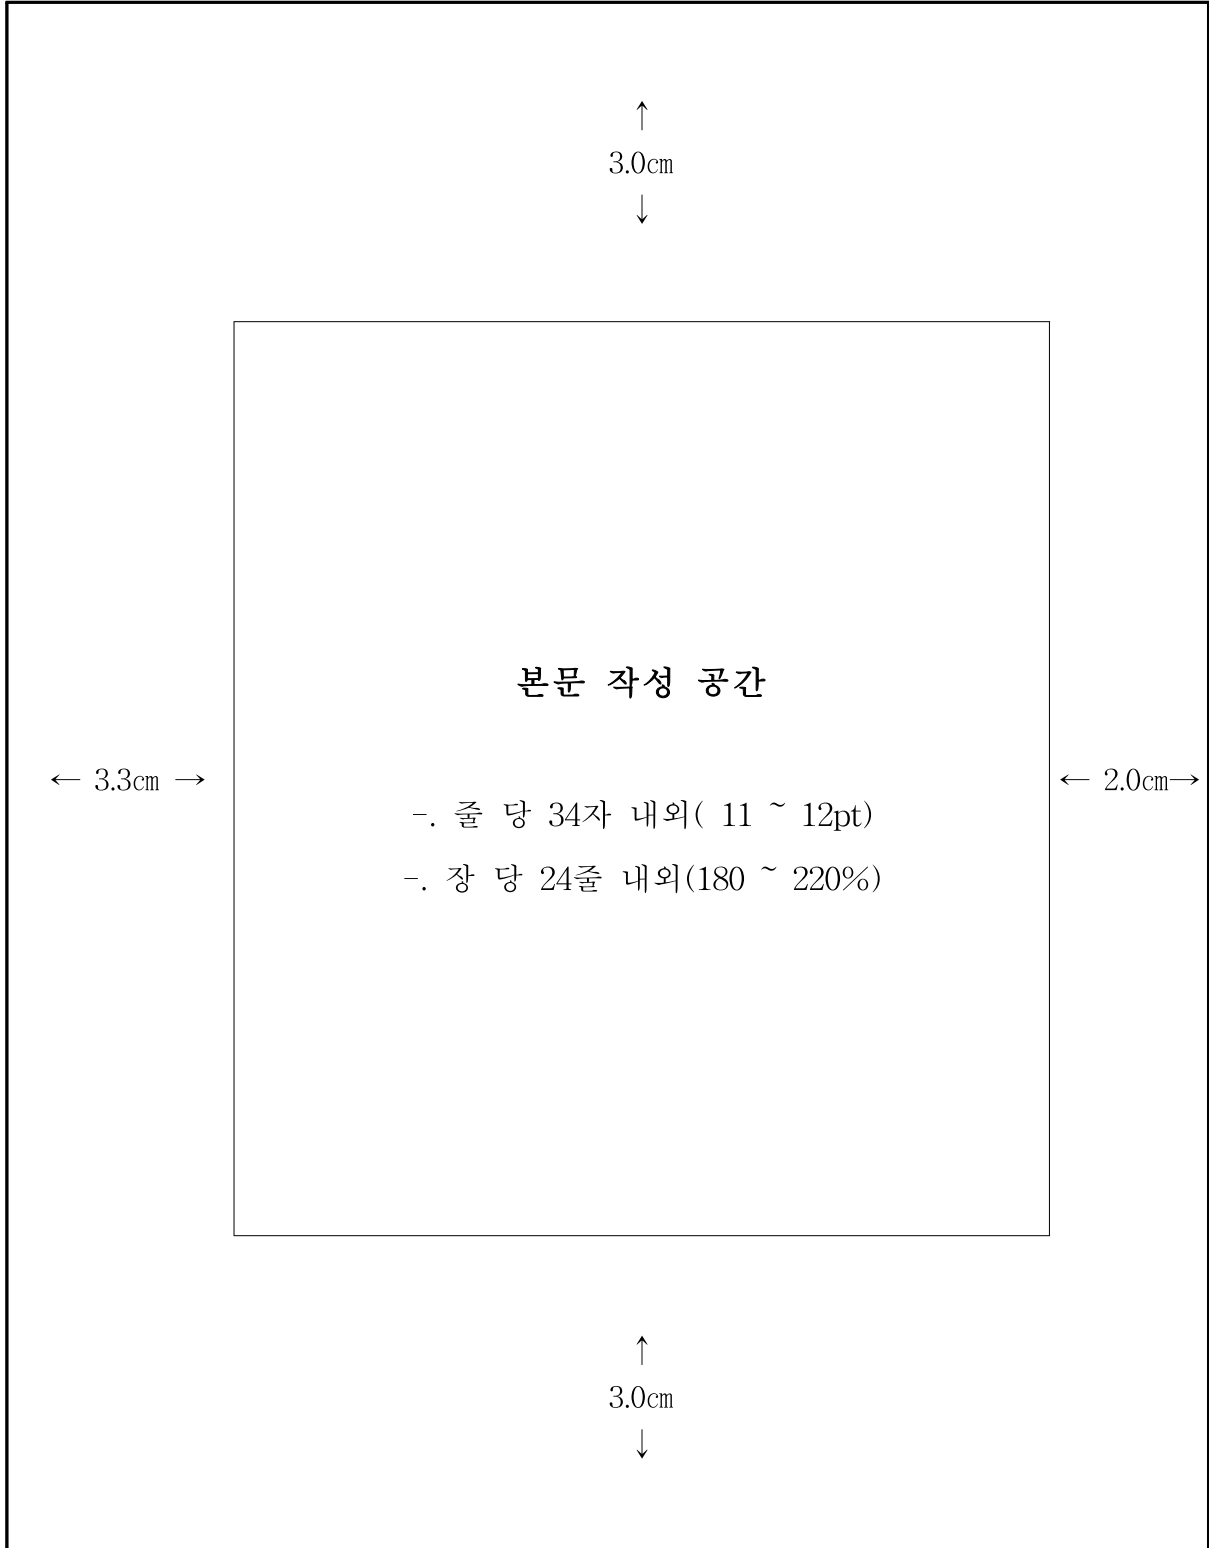 ↑
3.0㎝
↓
본문 작성 공간
← 3.3㎝ →
← 2.0㎝→
-. 줄 당 34자 내외( 11 ~ 12pt)
-. 장 당 24줄 내외(180 ~ 220%)
↑
3.0㎝
↓